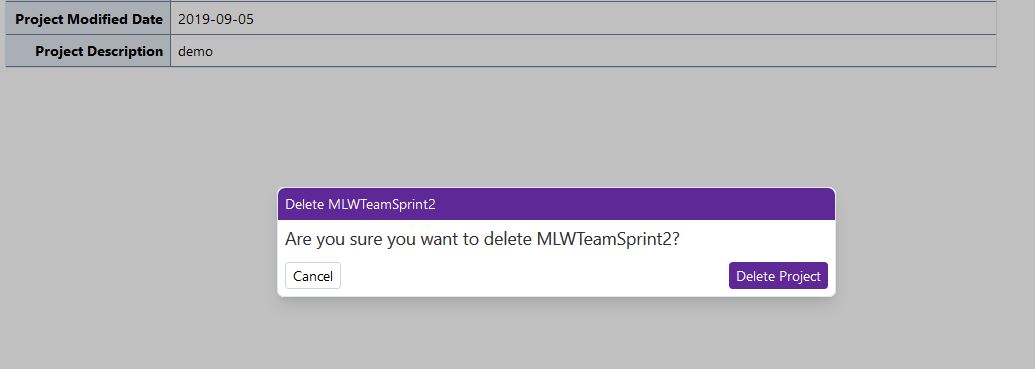 Project Modified Date 2019-09-05
Project Description demo
Delete MLWTeamSprint2
Are you sure you want to delete MLWTeamSprint2?
Cancel Delete Project